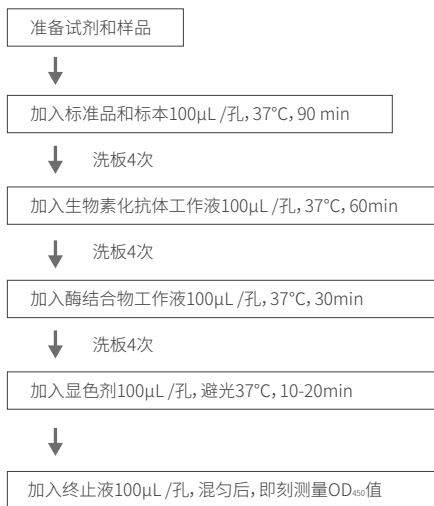 准备试剂和样品
加入标准品和标本100μL /孔, 37°C, 90 min
洗板4次
加入生物素化抗体工作液100μL /孔, 37°C, 60min
洗板4次
加入酶结合物工作液100μL /孔, 37°C, 30min
洗板4次
加入显色剂100μL /孔, 避光37°C, 10-20min
加入终止液100μL /孔, 混匀后, 即刻测量OD₄₅₀值